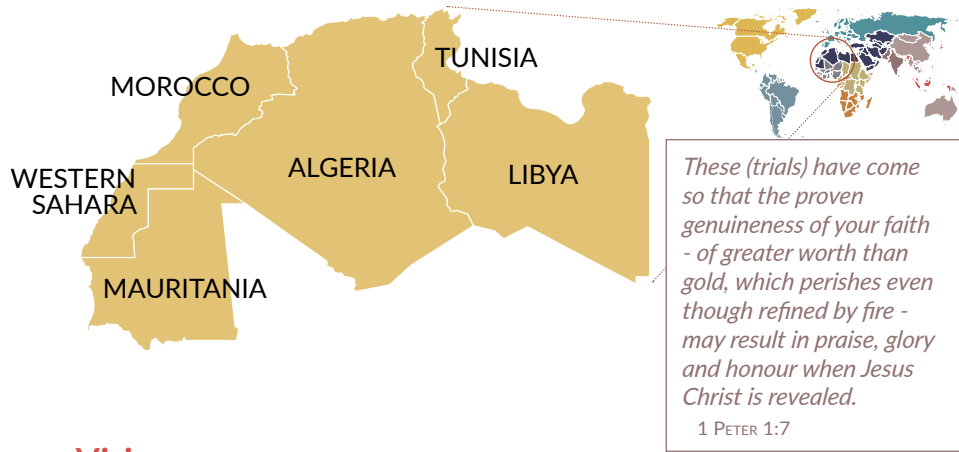 TUNISIA
MOROCCO
ALGERIA
LIBYA
WESTERN
SAHARA
MAURITANIA
These (trials) have come
so that the proven
genuineness of your faith
- of greater worth than
gold, which perishes even
though refined by fire -
may result in praise, glory
and honour when Jesus
Christ is revealed.
1 PETER 1:7